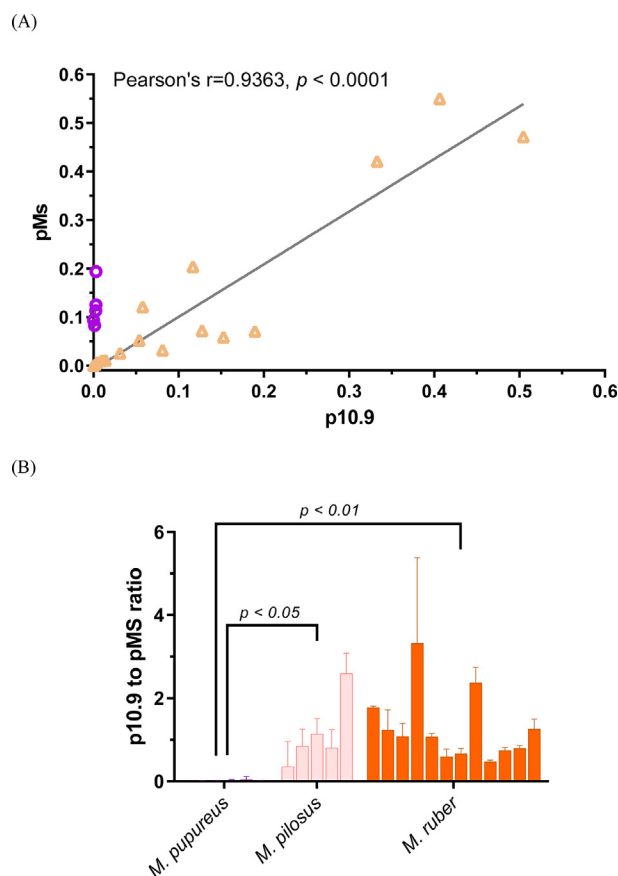 (A)
Pearson's r=0.9363, p < 0.0001
0.6
0.5
0.4
0.3
0.2
0.1
0.0
pMs
0.0 0.1 0.2 0.3 0.4 0.5 0.6
p10.9
(B)
p < 0.01
p < 0.05
6
4
2
0
p10.9 to pMS ratio
M. pupureus
M. pilosus
M. ruber